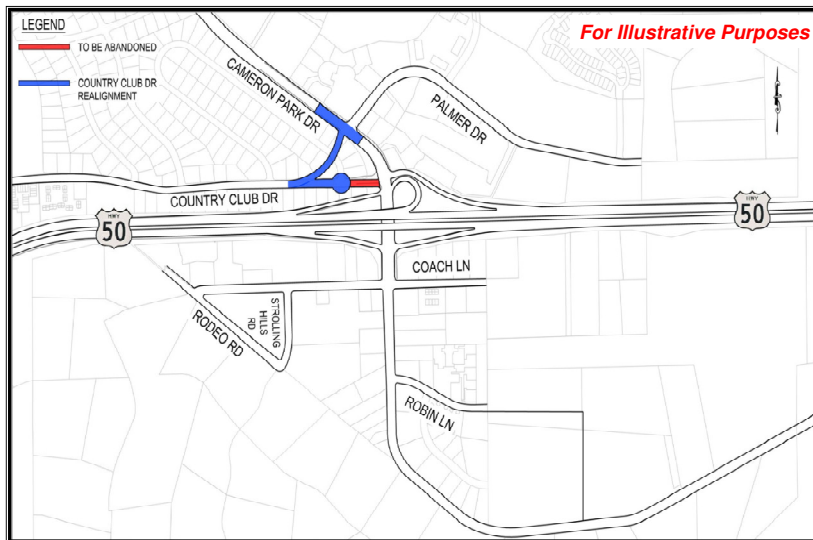 LEGEND
TO BE ABANDONED
COUNTRY CLUB DR
REALIGNMENT
For Illustrative Purposes
CAMERON PARK DR
PALMER DR
COUNTRY CLUB DR
HWY
50
HWY
50
COACH LN
STROLLING
HILLS
RD
RODEO RD
ROBIN LN